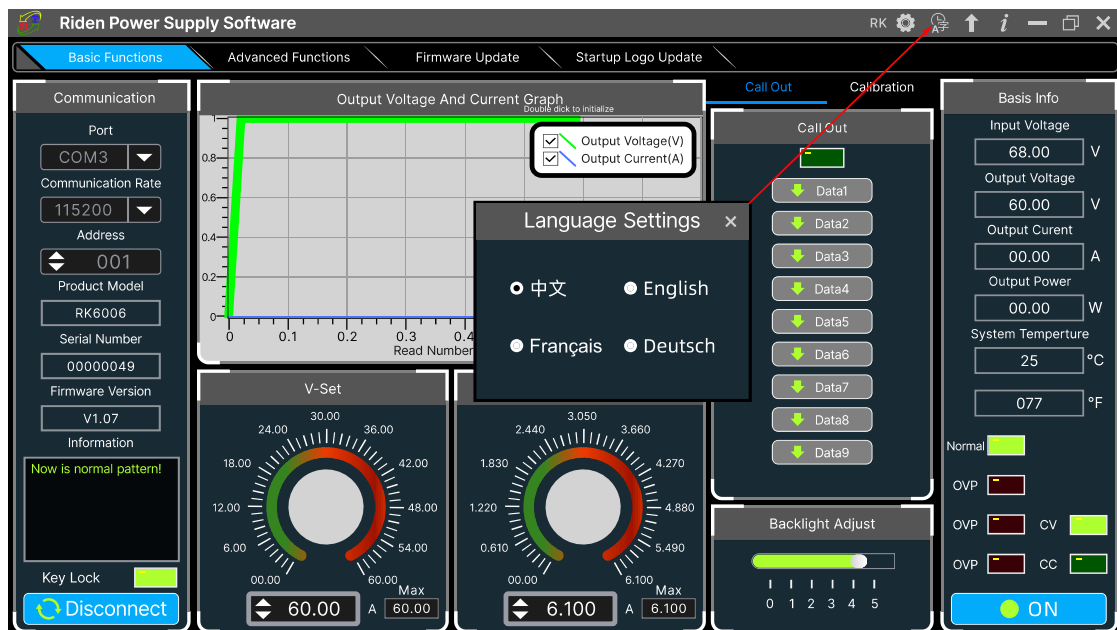 Riden Power Supply Software
RK
Basic Functions
Advanced Functions
Firmware Update
Startup Logo Update
Communication
Port
COM3
Communication Rate
115200
Address
001
Product Model
RK6006
Serial Number
00000049
Firmware Version
V1.07
Information
Now is normal pattern!
Key Lock
Disconnect
Output Voltage And Current Graph
Double dick to initialize
Output Voltage(V)
Output Current(A)
1
0.8
0.6
0.4
0.2
0
0 0.1 0.2 0.3 0.4
Read Number
Language Settings
中文
English
Français
Deutsch
V-Set
30.00
24.00 36.00
18.00 42.00
12.00 48.00
6.00 54.00
00.00 60.00
Max
60.00 A 60.00
3.050
2.440 3.660
1.830 4.270
1.220 4.880
0.610 5.490
00.00 6.100
Max
6.100 A 6.100
Call Out
Calibration
Call Out
Data1
Data2
Data3
Data4
Data5
Data6
Data7
Data8
Data9
Backlight Adjust
0 1 2 3 4 5
Basis Info
Input Voltage
68.00 V
Output Voltage
60.00 V
Output Curent
00.00 A
Output Power
00.00 W
System Temperture
25 °C
077 °F
Normal
OVP
OVP CV
OVP CC
ON